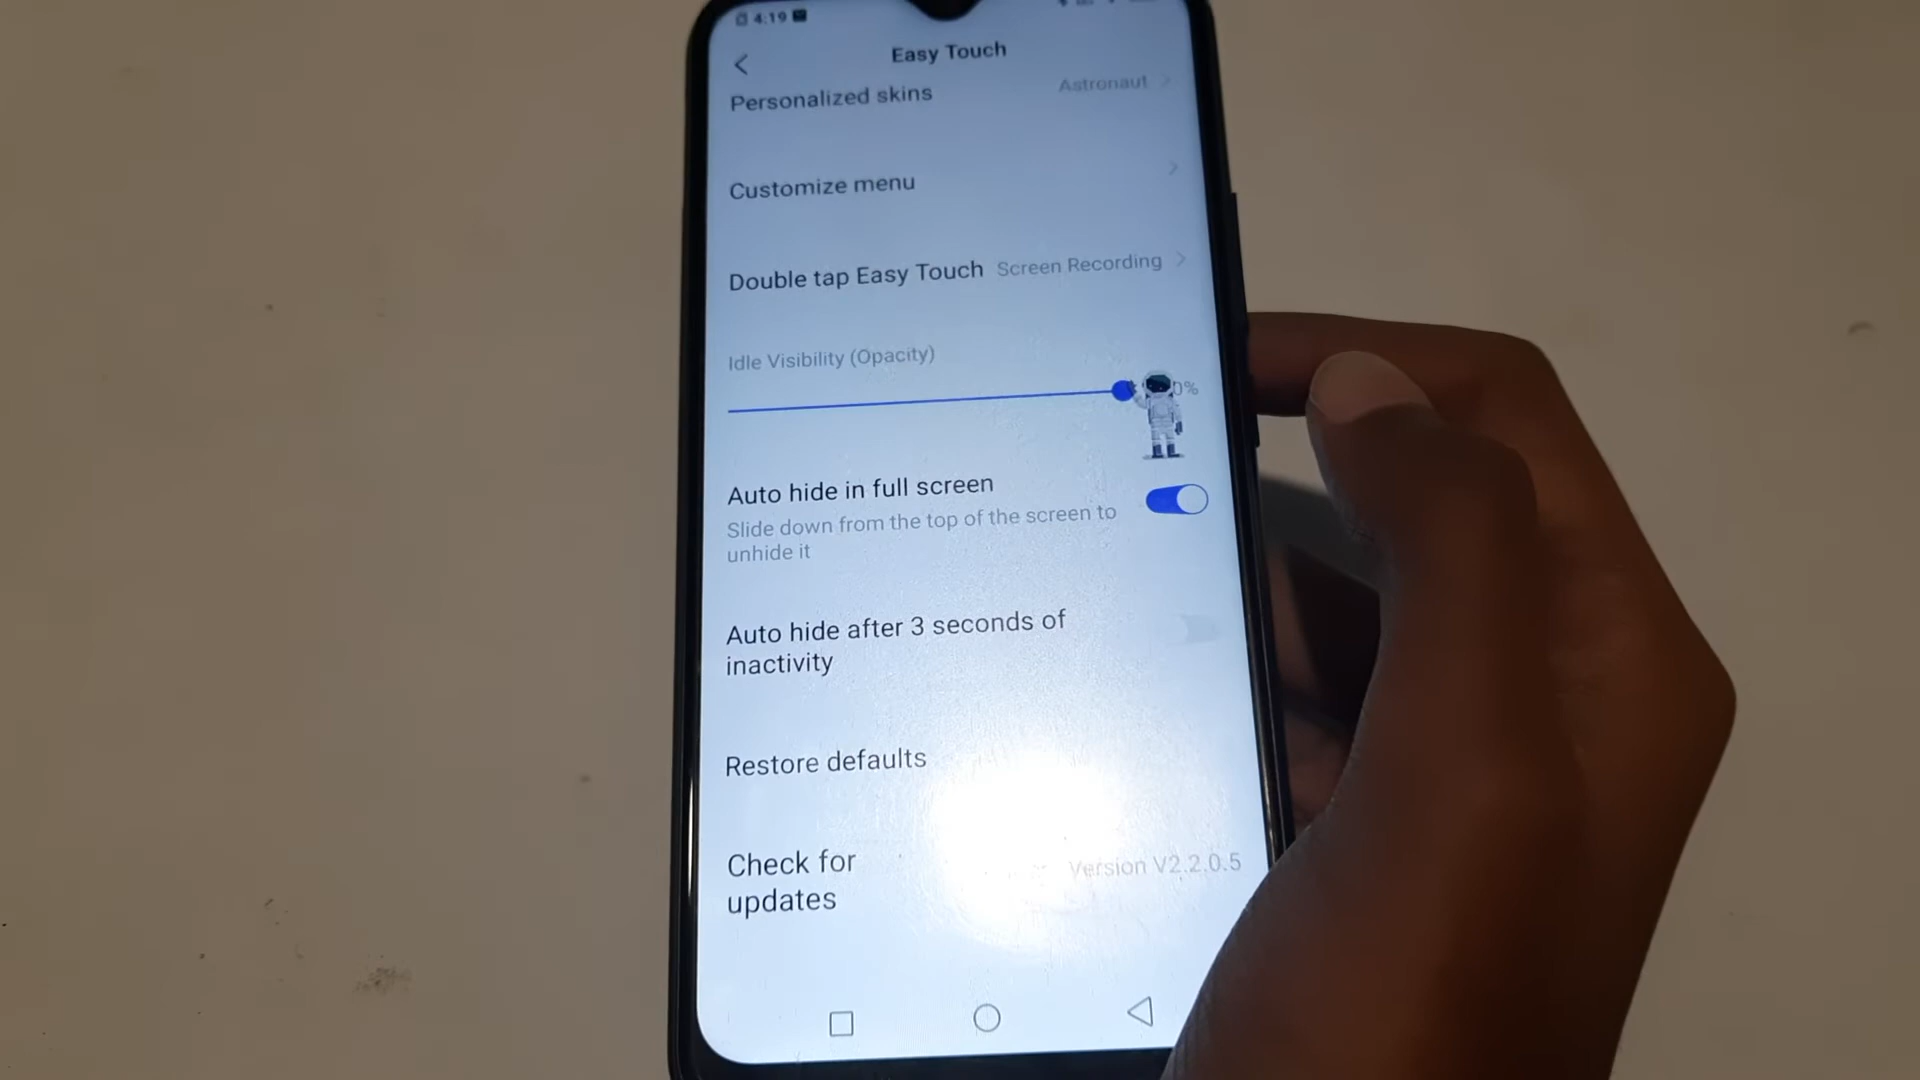 4:19
Easy Touch
Personalized skins Astronaut
Customize menu
Double tap Easy Touch Screen Recording
Idle Visibility (Opacity)
0%
Auto hide in full screen
Slide down from the top of the screen to
unhide it
Auto hide after 3 seconds of
inactivity
Restore defaults
Check for
updates
Version V2.2.0.5